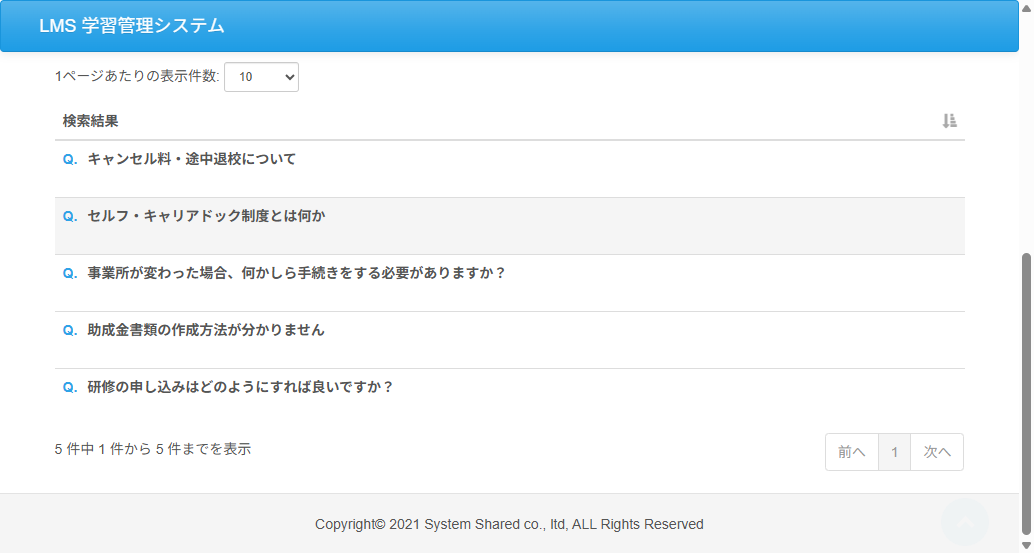 LMS 学習管理システム
1ページあたりの表示件数: 10
検索結果
Q. キャンセル料・途中退校について
Q. セルフ・キャリアドック制度とは何か
Q. 事業所が変わった場合、何かしら手続きをする必要がありますか？
Q. 助成金書類の作成方法が分かりません
Q. 研修の申し込みはどのようにすれば良いですか？
5 件中 1 件から 5 件までを表示
前へ 1 次へ
Copyright© 2021 System Shared co., ltd, ALL Rights Reserved